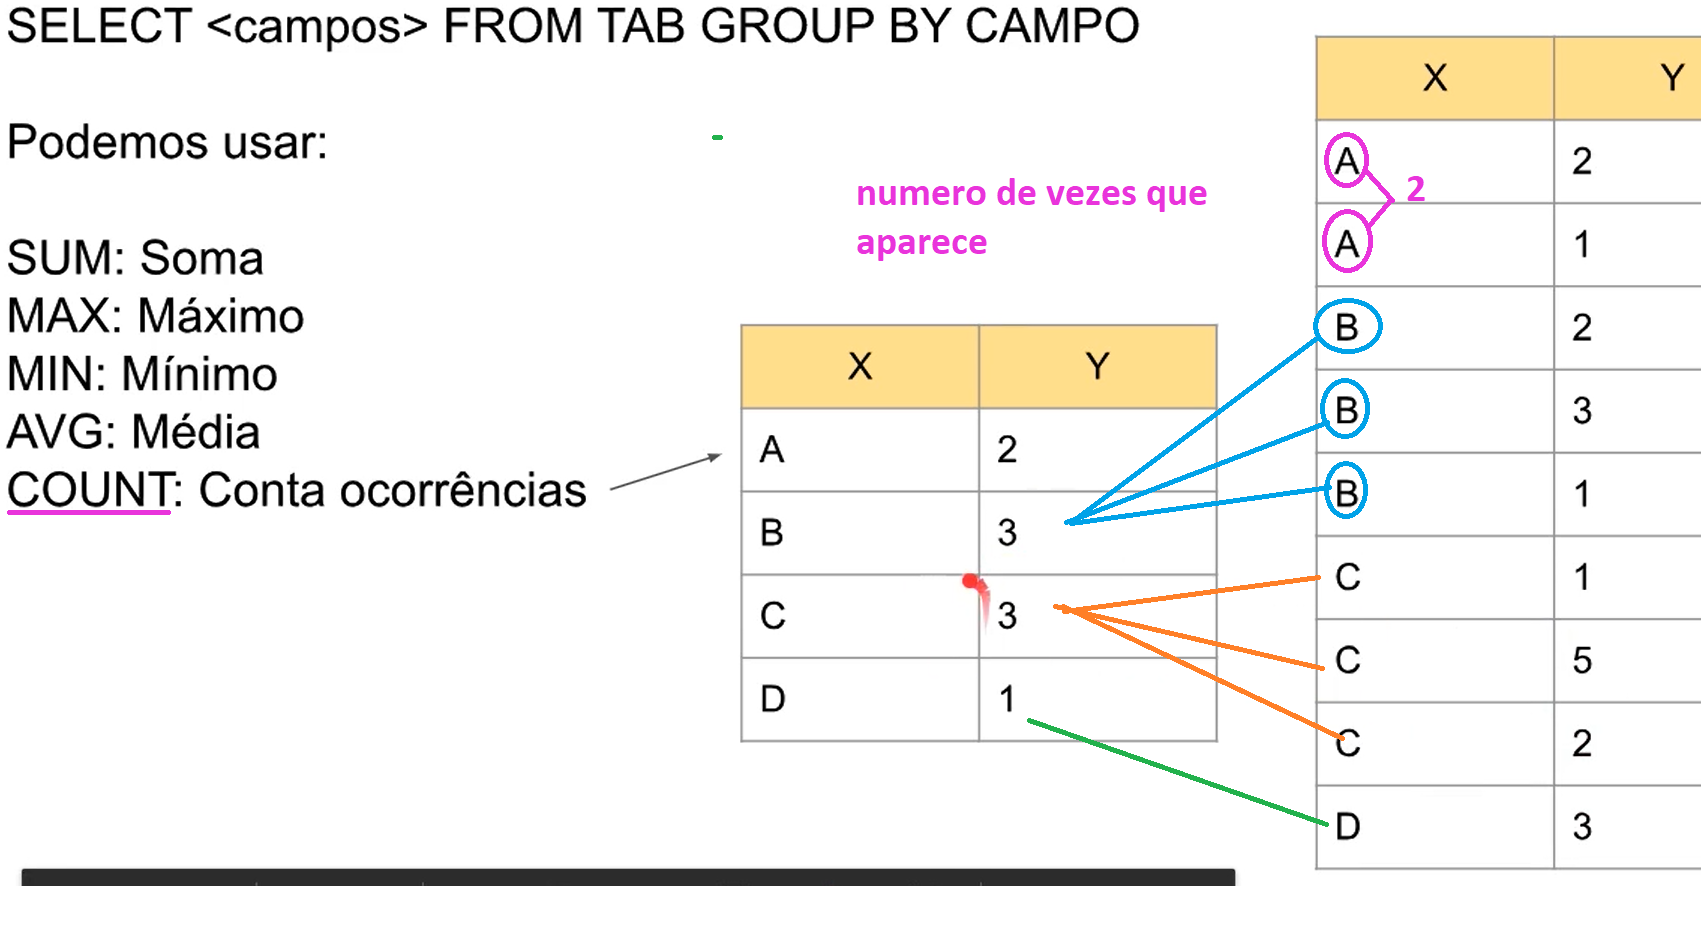 SELECT <campos> FROM TAB GROUP BY CAMPO
Podemos usar:
SUM: Soma
MAX: Máximo
MIN: Mínimo
AVG: Média
COUNT: Conta ocorrências
numero de vezes que
aparece
X Y
A 2
B 3
C 3
D 1
X Y
A 2
2
A 1
B 2
B 3
B 1
C 1
C 5
C 2
D 3